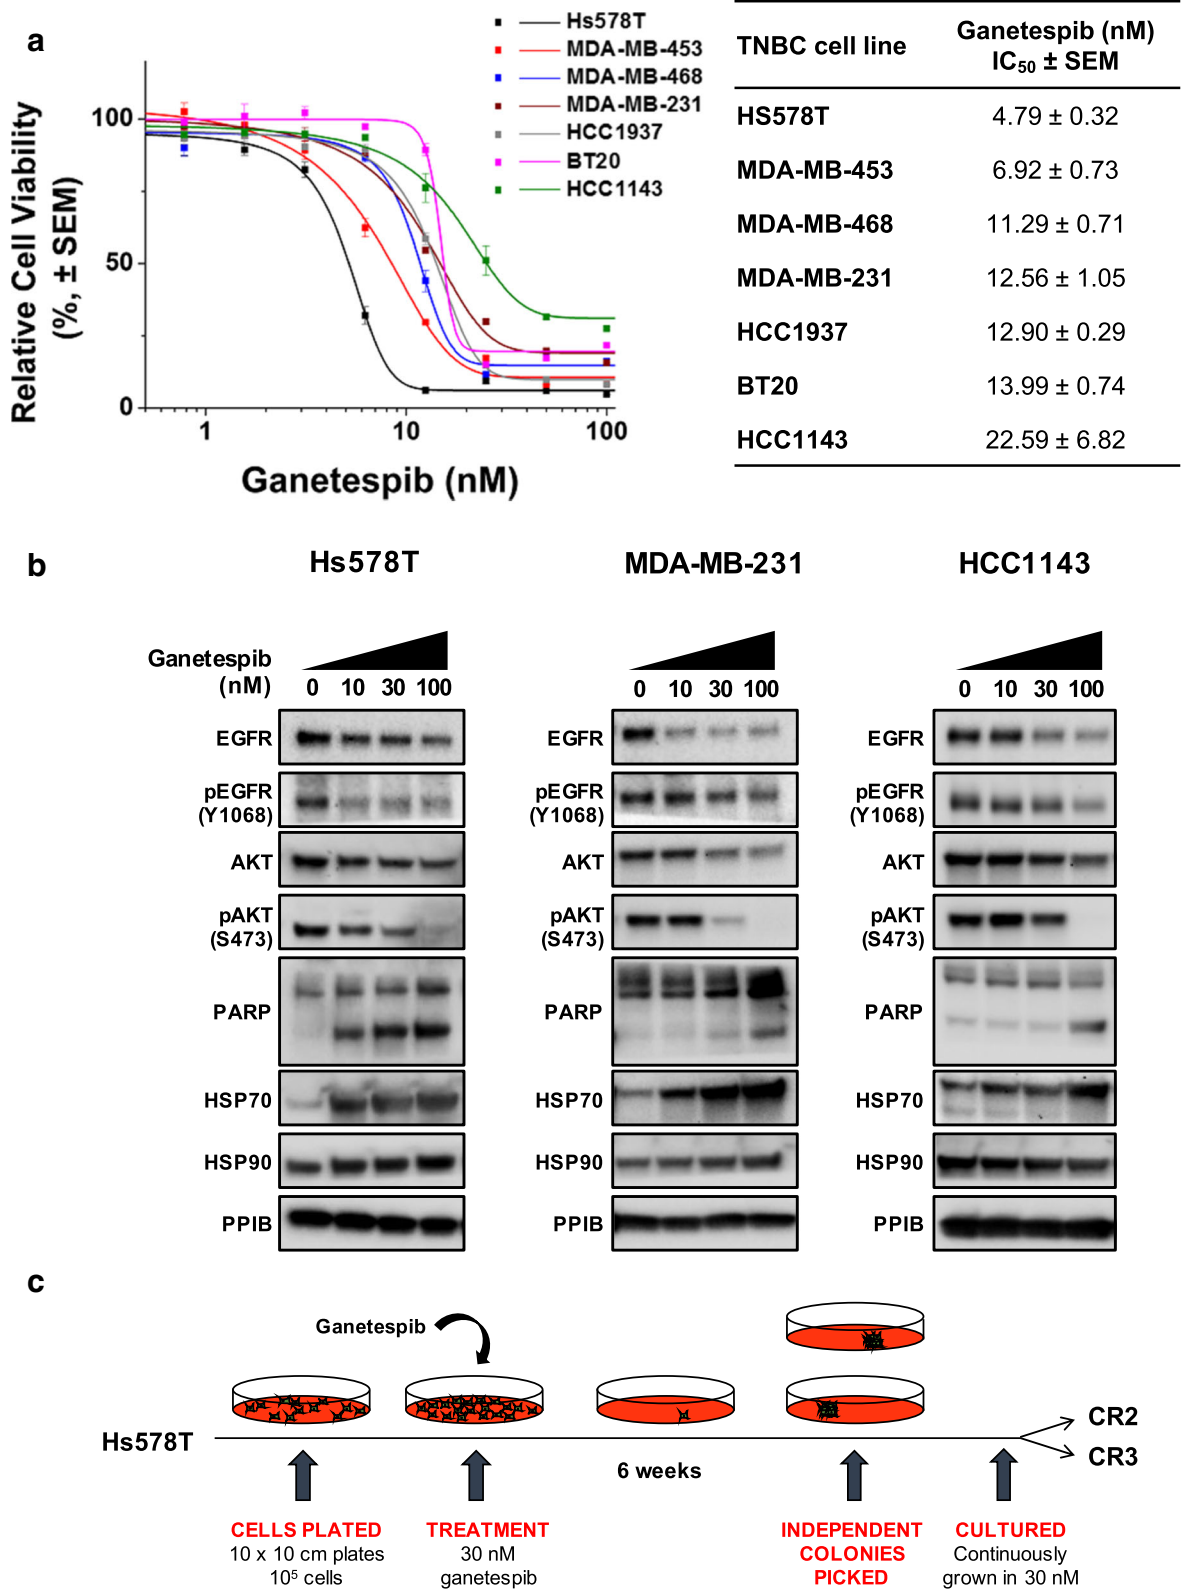 a
Hs578T
MDA-MB-453
MDA-MB-468
MDA-MB-231
HCC1937
BT20
HCC1143
Relative Cell Viability
(%, ± SEM)
100
50
0
1
10
100
Ganetespib (nM)
TNBC cell line
Ganetespib (nM)
IC50 ± SEM
HS578T 4.79 ± 0.32
MDA-MB-453 6.92 ± 0.73
MDA-MB-468 11.29 ± 0.71
MDA-MB-231 12.56 ± 1.05
HCC1937 12.90 ± 0.29
BT20 13.99 ± 0.74
HCC1143 22.59 ± 6.82
b
Hs578T
Ganetespib
(nM)
0 10 30 100
EGFR
pEGFR
(Y1068)
AKT
pAKT
(S473)
PARP
HSP70
HSP90
PPIB
MDA-MB-231
0 10 30 100
EGFR
pEGFR
(Y1068)
AKT
pAKT
(S473)
PARP
HSP70
HSP90
PPIB
HCC1143
0 10 30 100
EGFR
pEGFR
(Y1068)
AKT
pAKT
(S473)
PARP
HSP70
HSP90
PPIB
c
Ganetespib
Hs578T
6 weeks
CR2
CR3
CELLS PLATED
10 x 10 cm plates
10⁵ cells
TREATMENT
30 nM
ganetespib
INDEPENDENT
COLONIES
PICKED
CULTURED
Continuously
grown in 30 nM